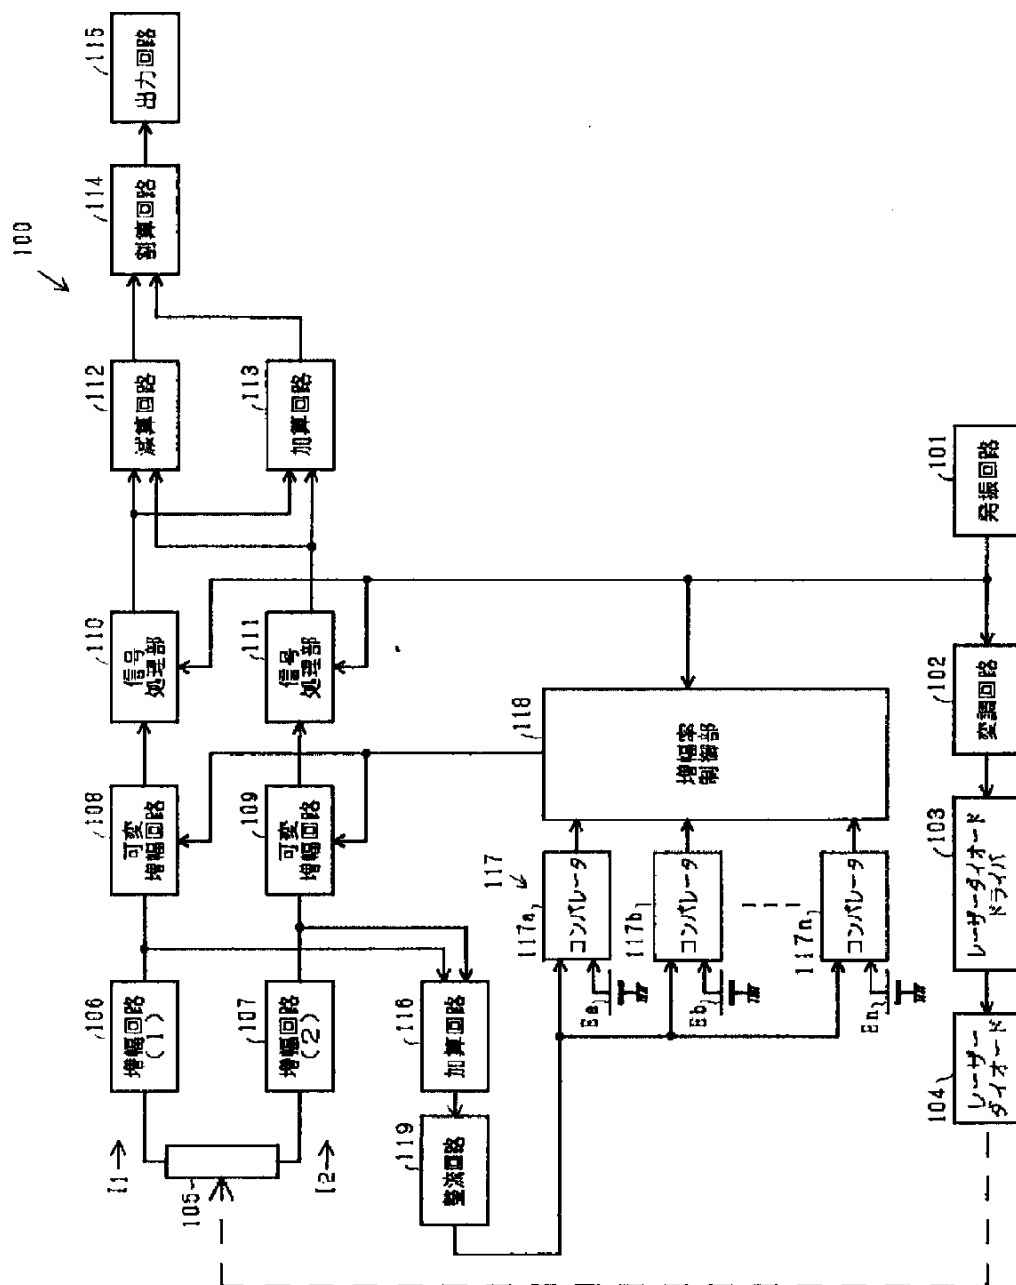 100
I1
I2
105
106
増幅回路
(1)
107
増幅回路
(2)
108
可変
増幅回路
109
可変
増幅回路
110
信号
処理部
111
信号
処理部
112
減算回路
113
加算回路
114
割算回路
115
出力回路
116
加算回路
119
整流回路
117
117a
コンパレータ
Ea
117b
コンパレータ
Eb
117n
コンパレータ
En
118
増幅率
制御部
101
発振回路
102
変調回路
103
レーザーダイオード
ドライバ
104
レーザー
ダイオード